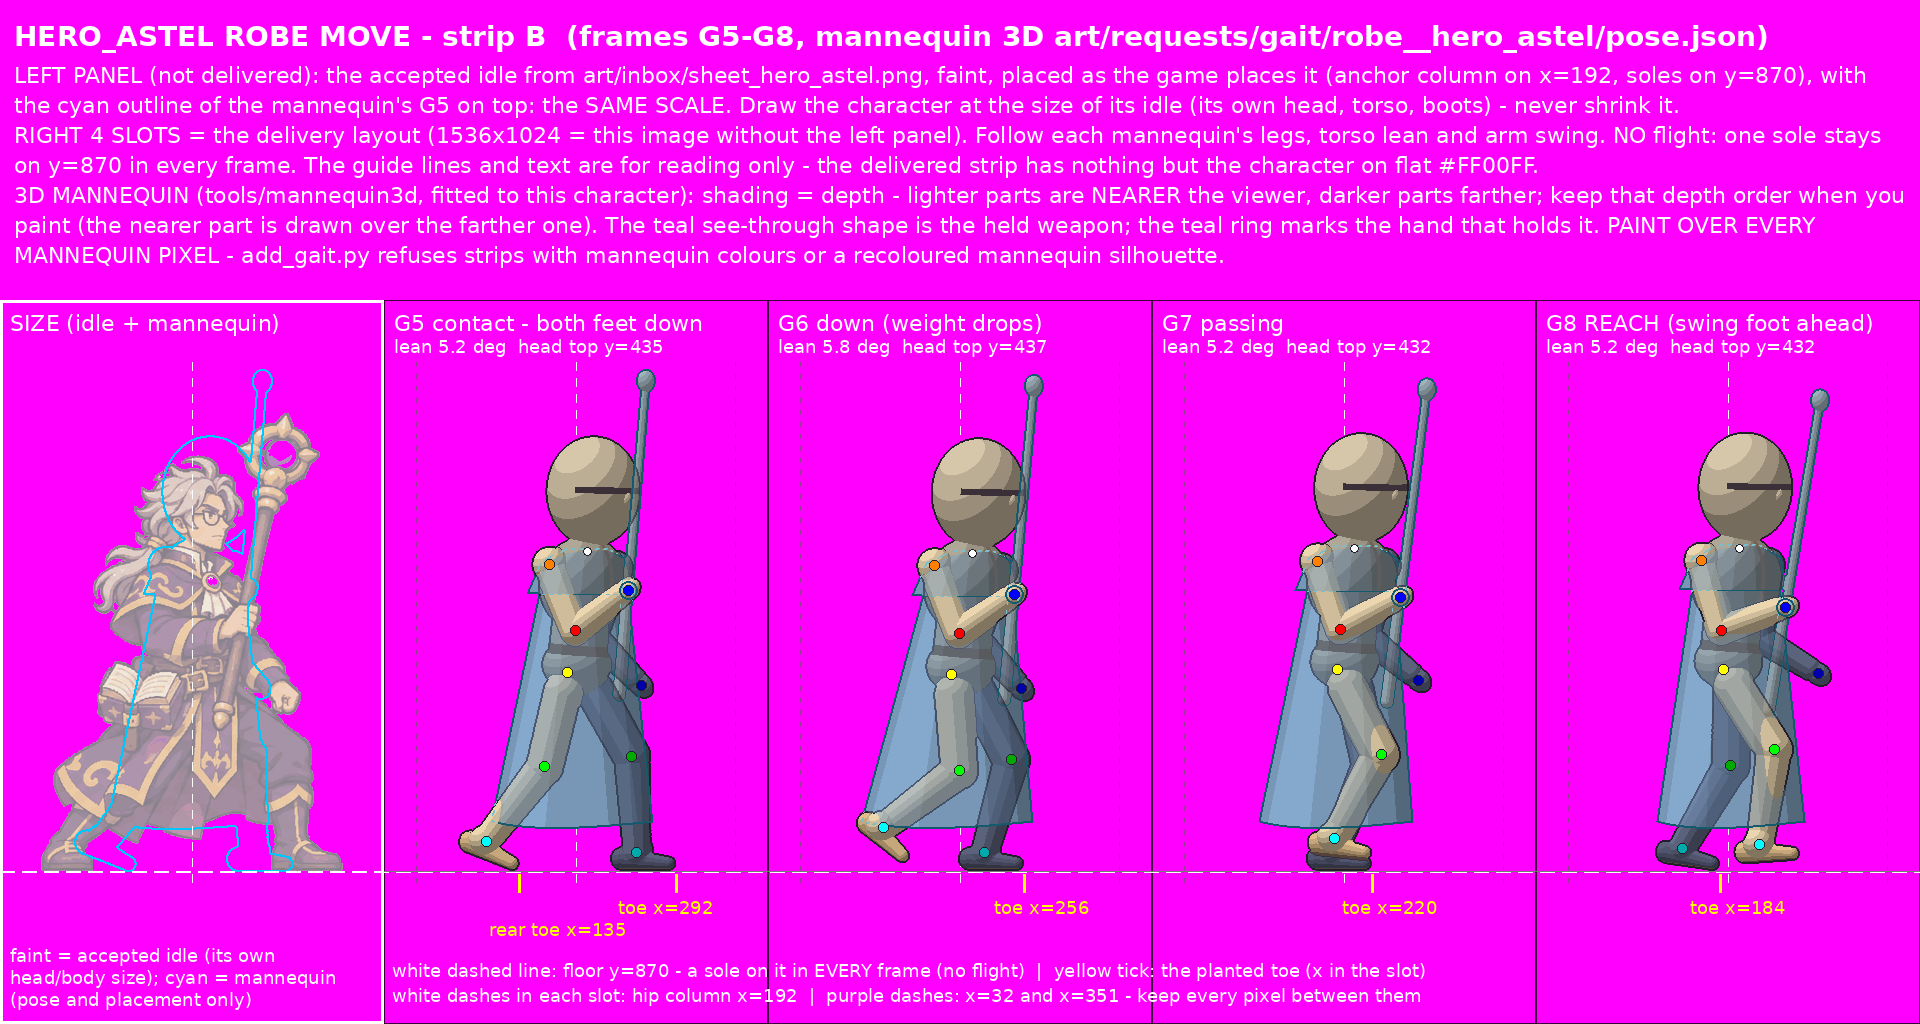 HERO_ASTEL ROBE MOVE - strip B  (frames G5-G8, mannequin 3D art/requests/gait/robe__hero_astel/pose.json)
LEFT PANEL (not delivered): the accepted idle from art/inbox/sheet_hero_astel.png, faint, placed as the game places it (anchor column on x=192, soles on y=870), with
the cyan outline of the mannequin's G5 on top: the SAME SCALE. Draw the character at the size of its idle (its own head, torso, boots) - never shrink it.
RIGHT 4 SLOTS = the delivery layout (1536x1024 = this image without the left panel). Follow each mannequin's legs, torso lean and arm swing. NO flight: one sole stays
on y=870 in every frame. The guide lines and text are for reading only - the delivered strip has nothing but the character on flat #FF00FF.
3D MANNEQUIN (tools/mannequin3d, fitted to this character): shading = depth - lighter parts are NEARER the viewer, darker parts farther; keep that depth order when you
paint (the nearer part is drawn over the farther one). The teal see-through shape is the held weapon; the teal ring marks the hand that holds it. PAINT OVER EVERY
MANNEQUIN PIXEL - add_gait.py refuses strips with mannequin colours or a recoloured mannequin silhouette.
SIZE (idle + mannequin)
faint = accepted idle (its own
head/body size); cyan = mannequin
(pose and placement only)
G5 contact - both feet down
lean 5.2 deg  head top y=435
toe x=292
rear toe x=135
G6 down (weight drops)
lean 5.8 deg  head top y=437
toe x=256
G7 passing
lean 5.2 deg  head top y=432
toe x=220
G8 REACH (swing foot ahead)
lean 5.2 deg  head top y=432
toe x=184
white dashed line: floor y=870 - a sole on it in EVERY frame (no flight)  |  yellow tick: the planted toe (x in the slot)
white dashes in each slot: hip column x=192  |  purple dashes: x=32 and x=351 - keep every pixel between them